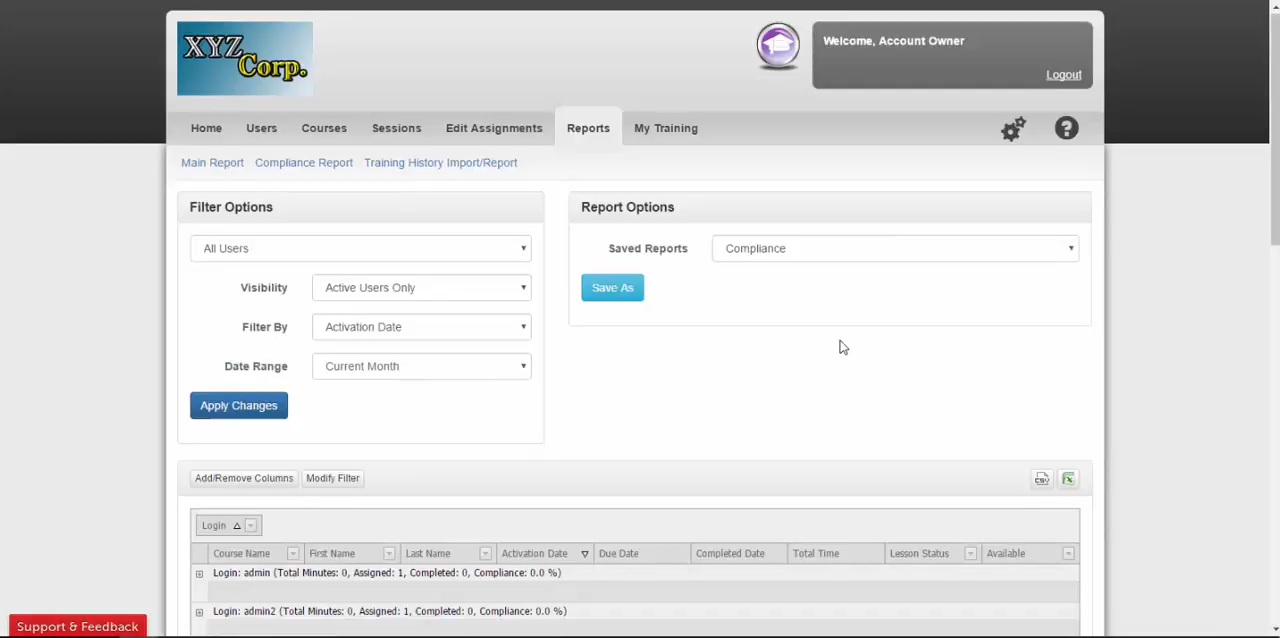 XYZ
Corp.
Welcome, Account Owner
Logout
Home Users Courses Sessions Edit Assignments Reports My Training
Main Report Compliance Report Training History Import/Report
Filter Options
All Users
Visibility Active Users Only
Filter By Activation Date
Date Range Current Month
Apply Changes
Report Options
Saved Reports Compliance
Save As
Add/Remove Columns Modify Filter
CSV
Login
Course Name First Name Last Name Activation Date Due Date Completed Date Total Time Lesson Status Available
Login: admin (Total Minutes: 0, Assigned: 1, Completed: 0, Compliance: 0.0 %)
Login: admin2 (Total Minutes: 0, Assigned: 1, Completed: 0, Compliance: 0.0 %)
Support & Feedback